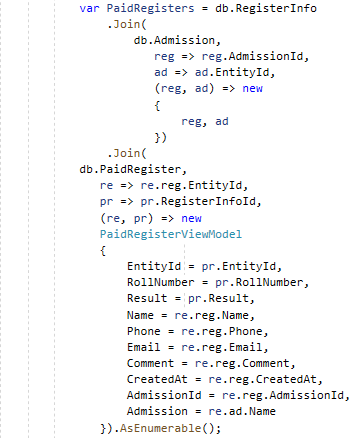 var PaidRegisters = db.RegisterInfo
.Join(
db.Admission,
reg => reg.AdmissionId,
ad => ad.EntityId,
(reg, ad) => new
{
reg, ad
})
.Join(
db.PaidRegister,
re => re.reg.EntityId,
pr => pr.RegisterInfoId,
(re, pr) => new
PaidRegisterViewModel
{
EntityId = pr.EntityId,
RollNumber = pr.RollNumber,
Result = pr.Result,
Name = re.reg.Name,
Phone = re.reg.Phone,
Email = re.reg.Email,
Comment = re.reg.Comment,
CreatedAt = re.reg.CreatedAt,
AdmissionId = re.reg.AdmissionId,
Admission = re.ad.Name
}).AsEnumerable();